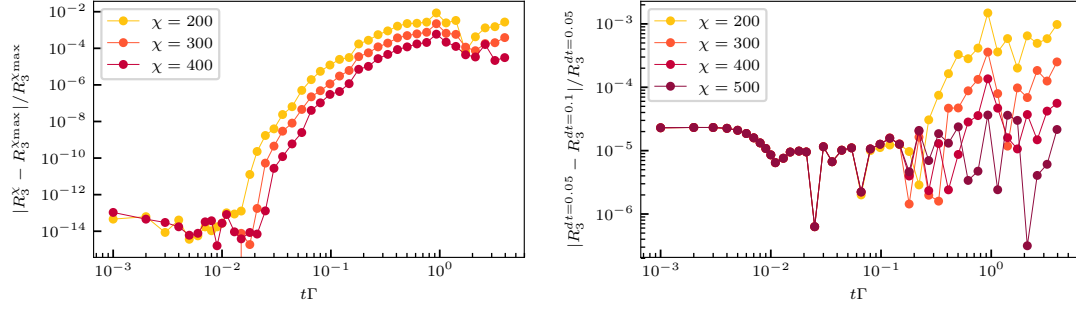 |R_3^χ − R_3^{χmax}|/R_3^{χmax}
10^{−2}
10^{−4}
10^{−6}
10^{−8}
10^{−10}
10^{−12}
10^{−14}
χ = 200
χ = 300
χ = 400
10^{−3}
10^{−2}
10^{−1}
10^0
tΓ
|R_3^{dt=0.05} − R_3^{dt=0.1}|/R_3^{dt=0.05}
10^{−3}
10^{−4}
10^{−5}
10^{−6}
χ = 200
χ = 300
χ = 400
χ = 500
10^{−3}
10^{−2}
10^{−1}
10^0
tΓ